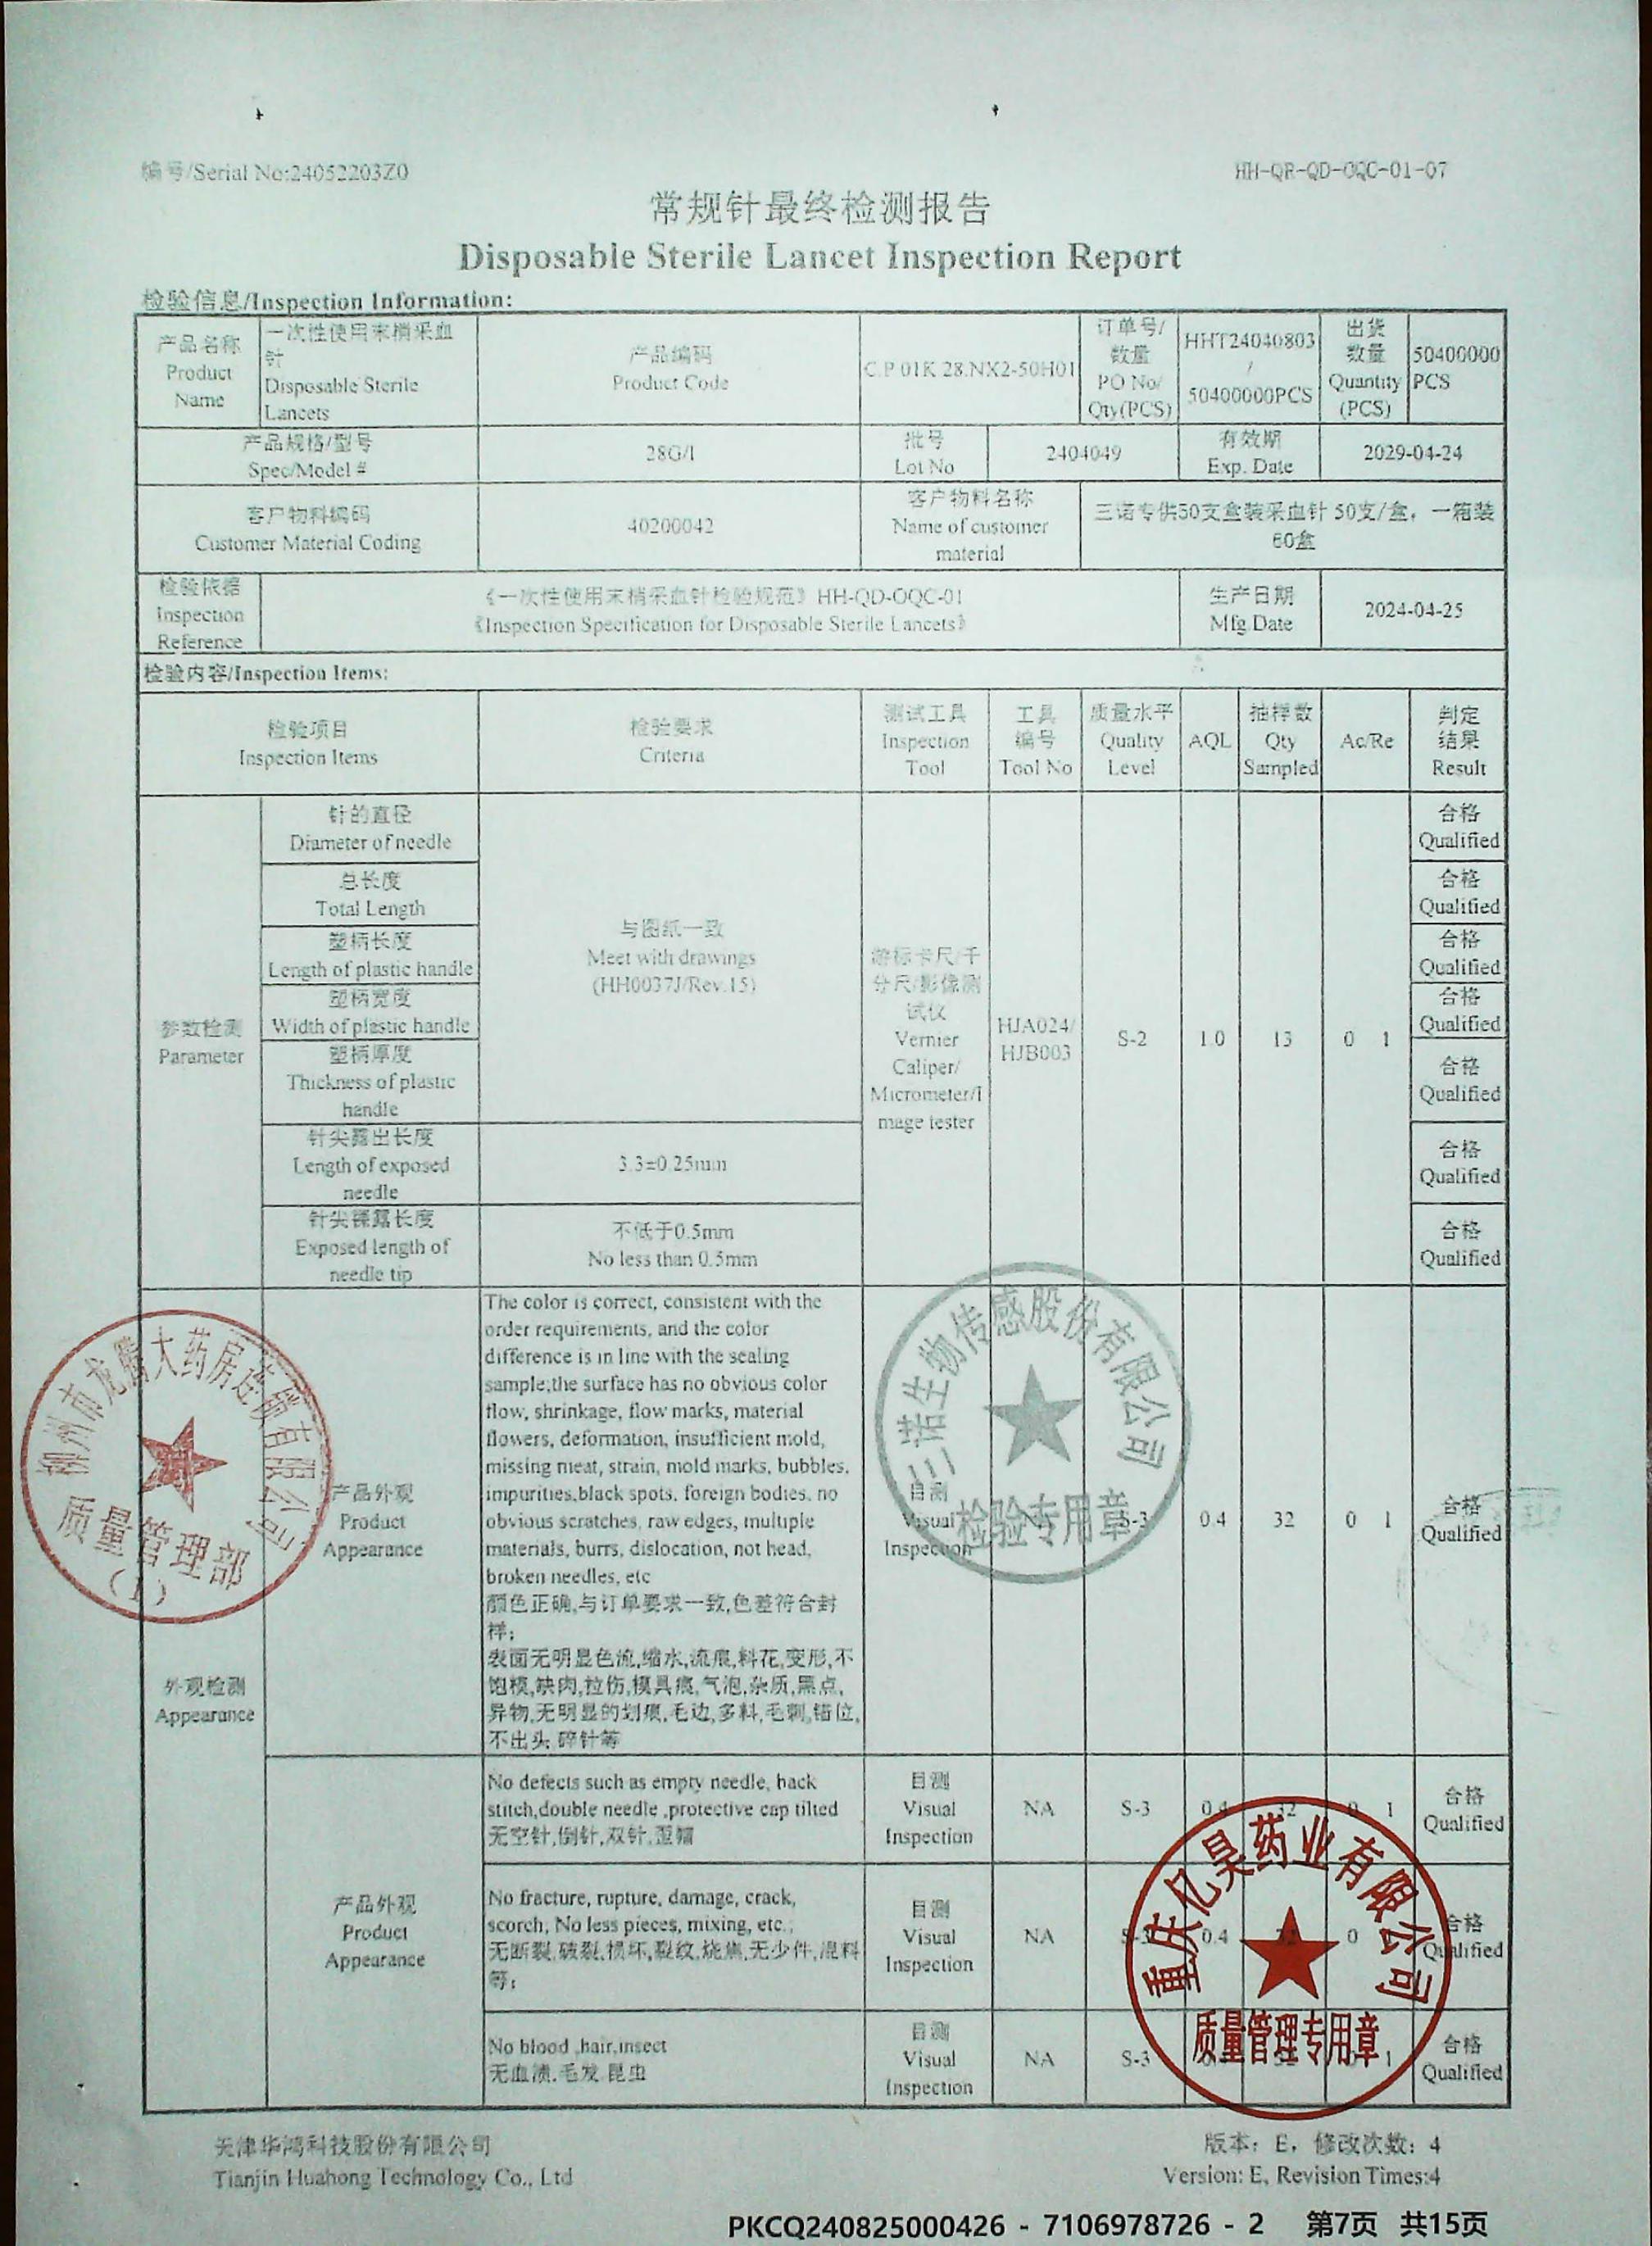 编号/Serial No:24052203Z0
HH-QR-QD-OQC-01-07
常规针最终检测报告
Disposable Sterile Lancet Inspection Report
检验信息/Inspection Information:
产品名称
Product
Name
一次性使用末梢采血
针
Disposable Sterile
Lancets
产品编码
Product Code
C.P 01K 28.NX2-50H01
订单号/
数量
PO No/
Qty(PCS)
HHT24040803
/
50400000PCS
出货
数量
Quantity
(PCS)
50400000
PCS
产品规格/型号
Spec/Model #
28G/I
批号
Lot No
2404049
有效期
Exp. Date
2029-04-24
客户物料编码
Customer Material Coding
40200042
客户物料名称
Name of customer
material
三诺专供50支盒装采血针 50支/盒，一箱装
60盒
检验依据
Inspection
Reference
《一次性使用末梢采血针检验规范》HH-QD-OQC-01
《Inspection Specification for Disposable Sterile Lancets》
生产日期
Mfg Date
2024-04-25
检验内容/Inspection Items:
检验项目
Inspection Items
检验要求
Criteria
测试工具
Inspection
Tool
工具
编号
Tool No
质量水平
Quality
Level
AQL
抽样数
Qty
Sampled
Ac/Re
判定
结果
Result
参数检测
Parameter
针的直径
Diameter of needle
合格
Qualified
总长度
Total Length
合格
Qualified
塑柄长度
Length of plastic handle
合格
Qualified
塑柄宽度
Width of plastic handle
合格
Qualified
塑柄厚度
Thickness of plastic
handle
合格
Qualified
与图纸一致
Meet with drawings
(HH0037J/Rev.15)
游标卡尺/千
分尺/影像测
试仪
Vernier
Caliper/
Micrometer/I
mage tester
HJA024/
HJB003
S-2
1.0
13
0 1
针尖露出长度
Length of exposed
needle
3.3±0.25mm
合格
Qualified
针尖裸露长度
Exposed length of
needle tip
不低于0.5mm
No less than 0.5mm
合格
Qualified
外观检测
Appearance
产品外观
Product
Appearance
The color is correct, consistent with the
order requirements, and the color
difference is in line with the sealing
sample;the surface has no obvious color
flow, shrinkage, flow marks, material
flowers, deformation, insufficient mold,
missing meat, strain, mold marks, bubbles,
impurities,black spots, foreign bodies, no
obvious scratches, raw edges, multiple
materials, burrs, dislocation, not head,
broken needles, etc
颜色正确,与订单要求一致,色差符合封
样;
表面无明显色流,缩水,流痕,料花,变形,不
饱模,缺肉,拉伤,模具痕,气泡,杂质,黑点,
异物,无明显的划痕,毛边,多料,毛刺,错位,
不出头,碎针等
目测
Visual
Inspection
S-3
0.4
32
0 1
合格
Qualified
产品外观
Product
Appearance
No defects such as empty needle, back
stitch,double needle ,protective cap tilted
无空针,倒针,双针,歪帽
目测
Visual
Inspection
NA
S-3
0.4
32
0 1
合格
Qualified
No fracture, rupture, damage, crack,
scorch, No less pieces, mixing, etc.;
无断裂,破裂,损坏,裂纹,烧焦,无少件,混料
等;
目测
Visual
Inspection
NA
S-3
0.4
0
合格
Qualified
No blood ,hair,insect
无血渍,毛发,昆虫
目测
Visual
Inspection
NA
S-3
1
合格
Qualified
柳州市龙腾大药房连锁有限公司
质量管理部
(1)
三诺生物传感股份有限公司
检验专用章
重庆亿昊药业有限公司
质量管理专用章
天津华鸿科技股份有限公司
Tianjin Huahong Technology Co., Ltd
版本: E, 修改次数: 4
Version: E, Revision Times:4
PKCQ240825000426 - 7106978726 - 2 第7页 共15页